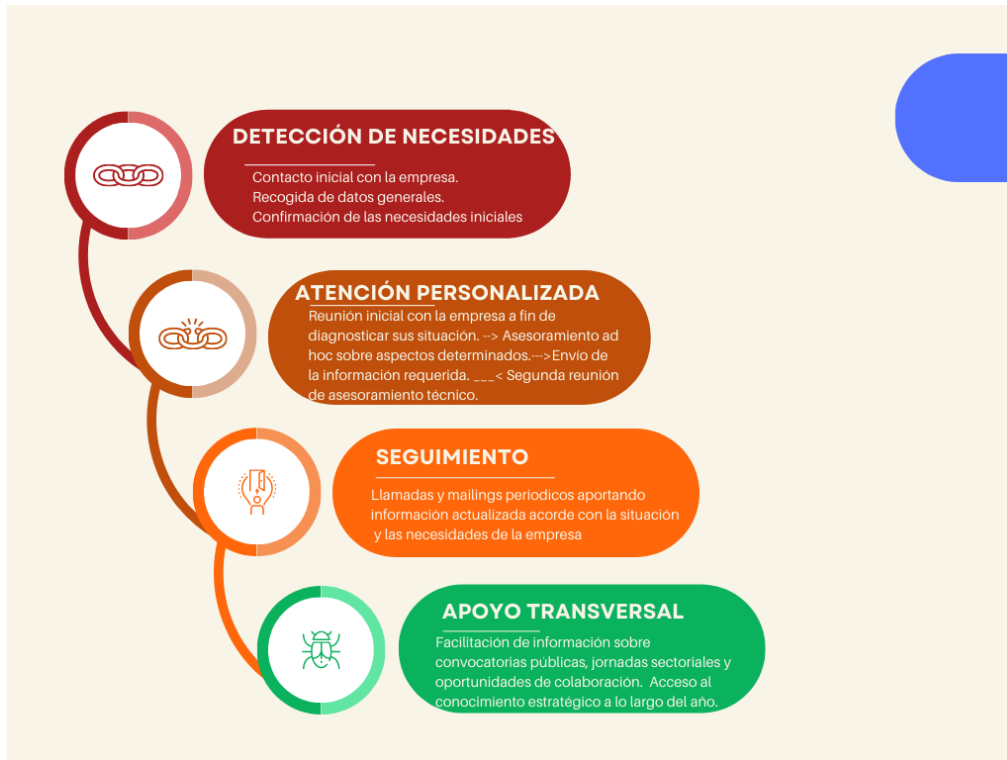 DETECCIÓN DE NECESIDADES
Contacto inicial con la empresa.
Recogida de datos generales.
Confirmación de las necesidades iniciales
ATENCIÓN PERSONALIZADA
Reunión inicial con la empresa a fin de
diagnosticar sus situación. --> Asesoramiento ad
hoc sobre aspectos determinados.--->Envío de
la información requerida. ___< Segunda reunión
de asesoramiento técnico.
SEGUIMIENTO
Llamadas y mailings periodicos aportando
información actualizada acorde con la situación
y las necesidades de la empresa
APOYO TRANSVERSAL
Facilitación de información sobre
convocatorias públicas, jornadas sectoriales y
oportunidades de colaboración. Acceso al
conocimiento estratégico a lo largo del año.